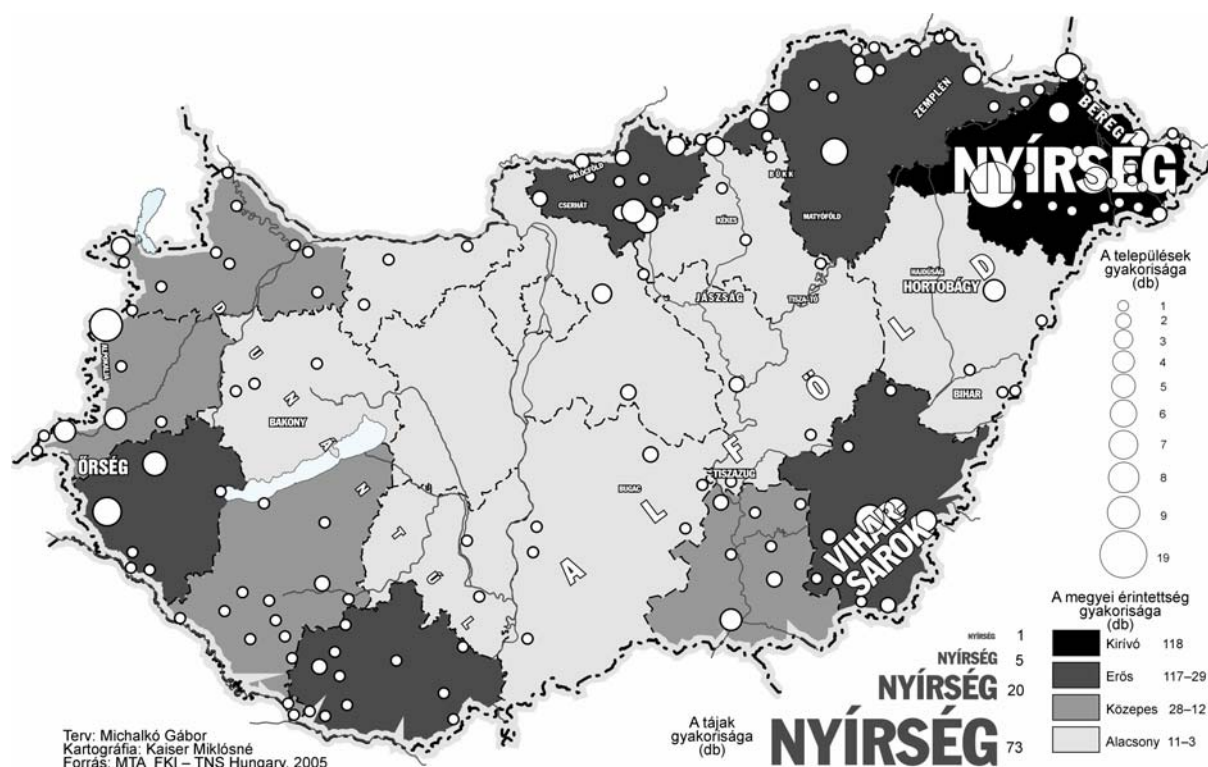 ZEMPLÉN
BEREG
NYÍRSÉG
PALÓCFÖLD
BÜKK
CSERHÁT
KÉKES
MATYÓFÖLD
HAJDÚSÁG
HORTOBÁGY
JÁSZSÁG
TISZA-TÓ
ALPOKALJA
BAKONY
BIHAR
ŐRSÉG
TISZAZUG
BUGAC
VIHAR-
SAROK
DUNÁNTÚL
ALFÖLD
A települések
gyakorisága
(db)
1
2
3
4
5
6
7
8
9
19
A megyei érintettség
gyakorisága
(db)
Kirívó 118
Erős 117–29
Közepes 28–12
Alacsony 11–3
A tájak
gyakorisága
(db)
NYÍRSÉG 1
NYÍRSÉG 5
NYÍRSÉG 20
NYÍRSÉG 73
Terv: Michalkó Gábor
Kartográfia: Kaiser Miklósné
Forrás: MTA FKI – TNS Hungary, 2005